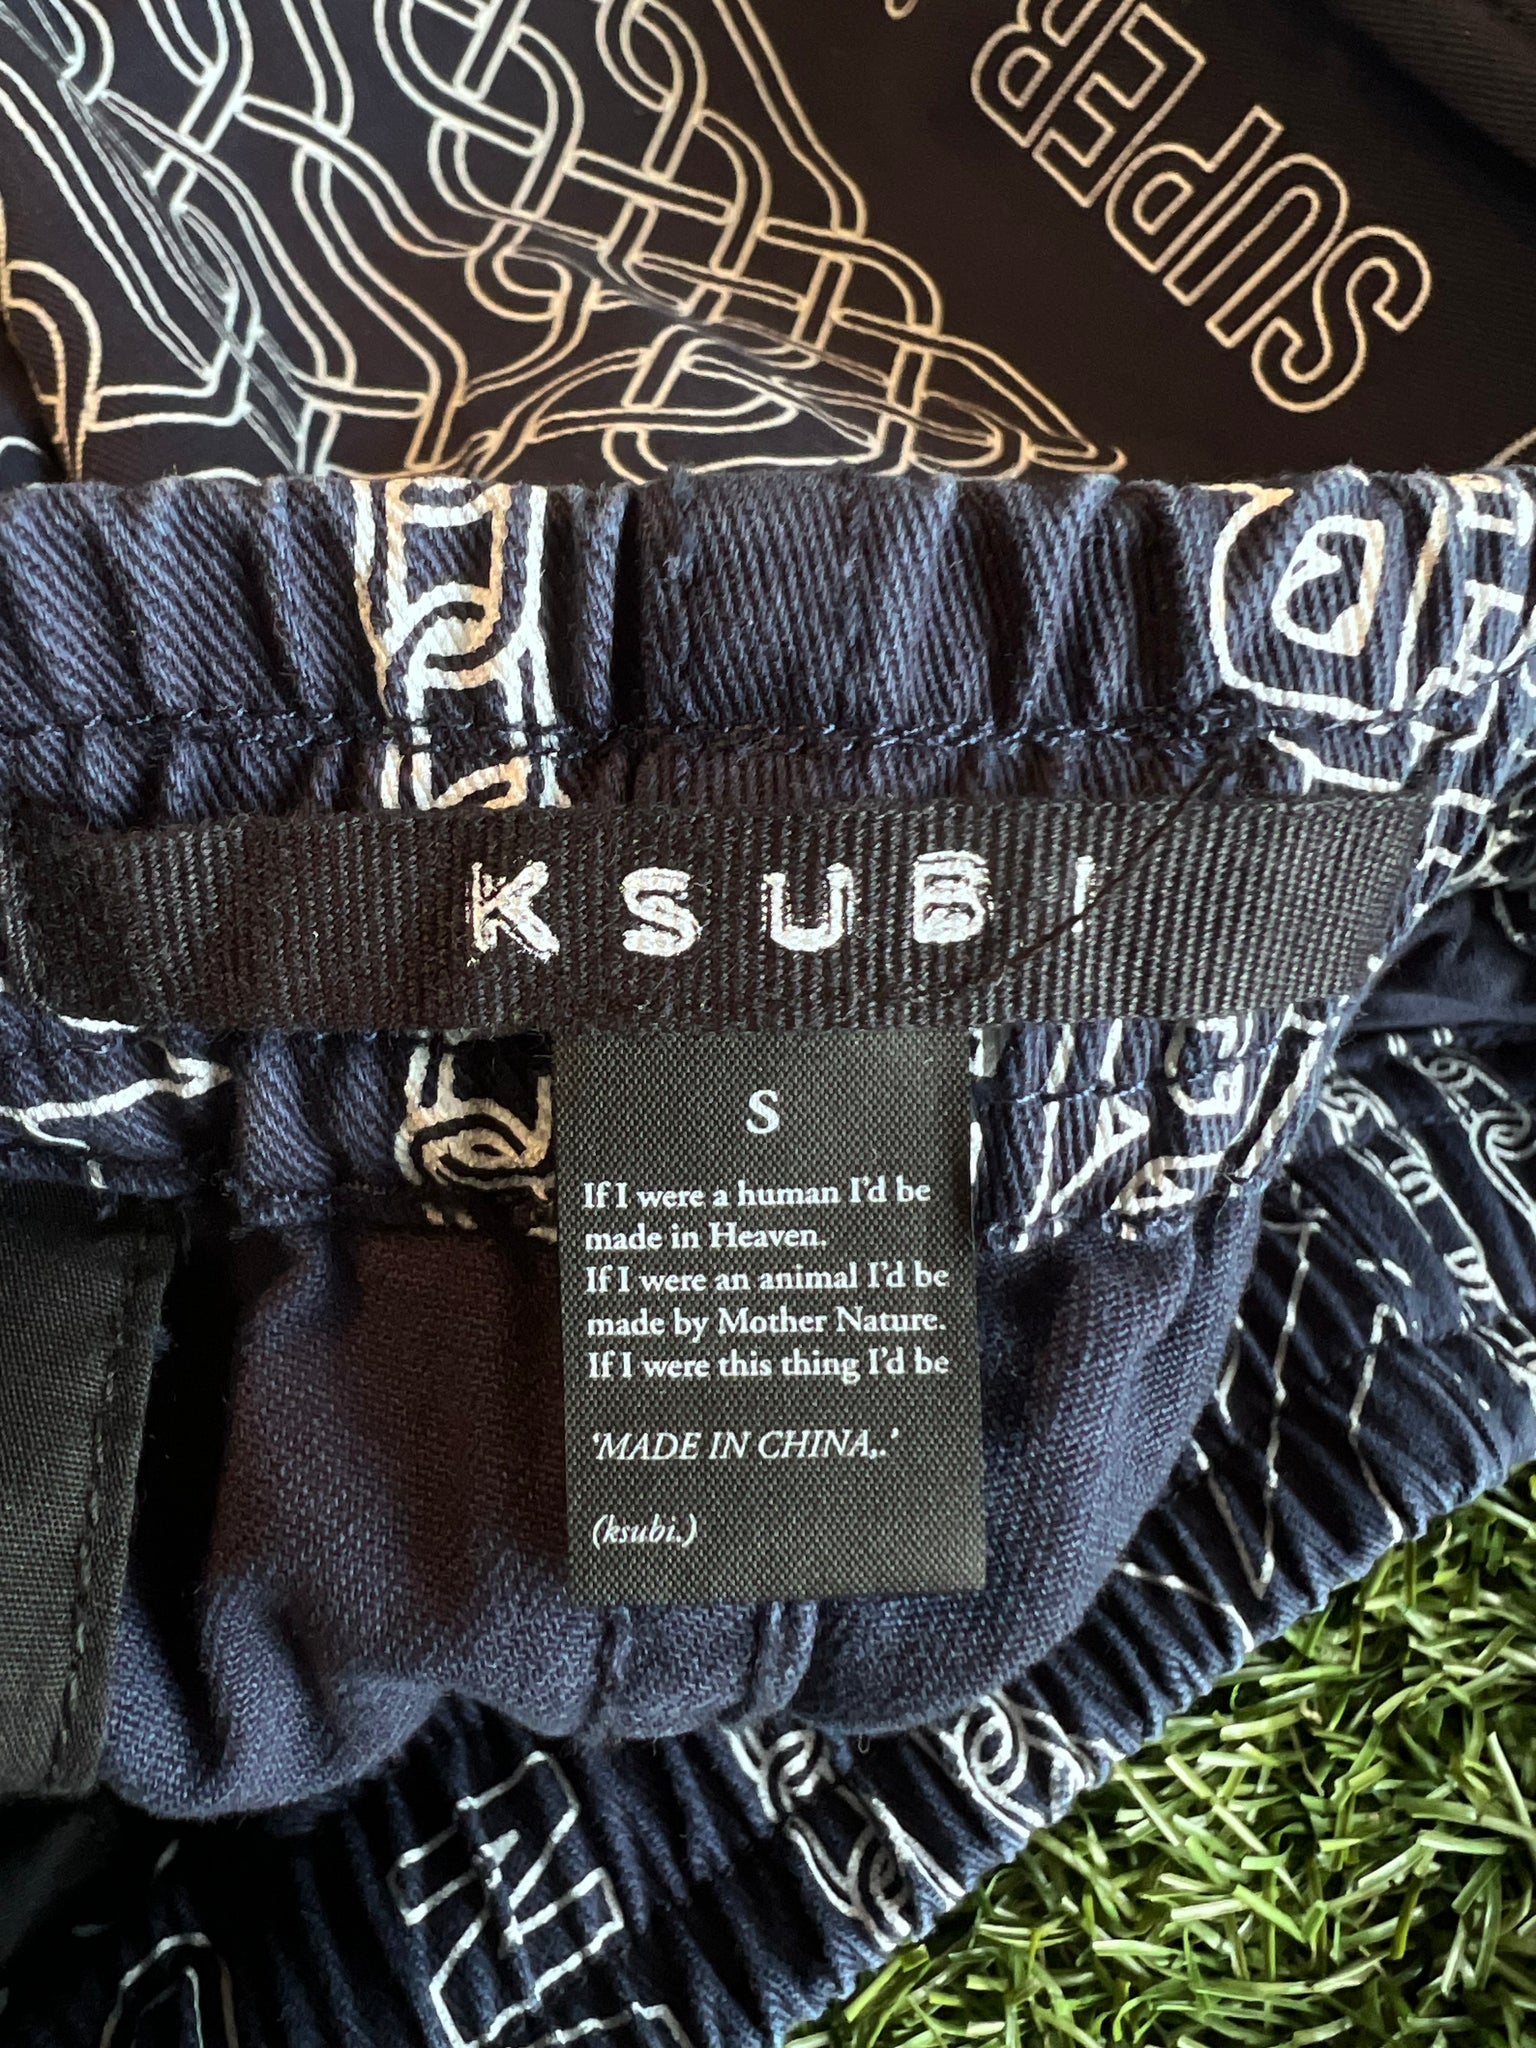 SUPER
KSUBI
S
If I were a human I'd be
made in Heaven.
If I were an animal I'd be
made by Mother Nature.
If I were this thing I'd be
'MADE IN CHINA,.'
(ksubi.)